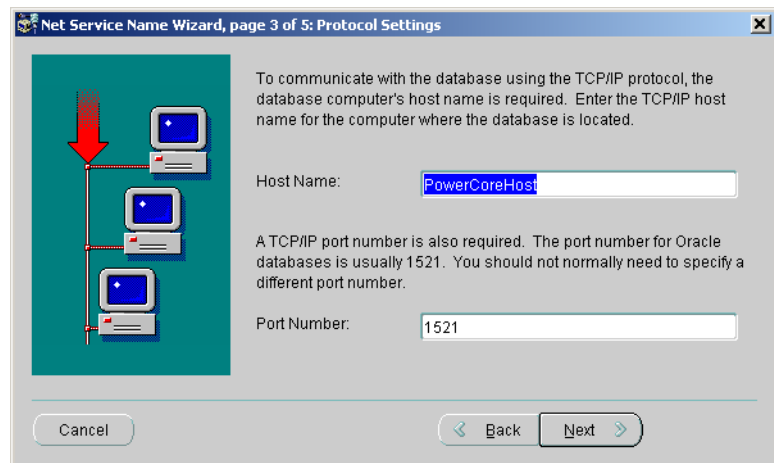 Net Service Name Wizard, page 3 of 5: Protocol Settings
To communicate with the database using the TCP/IP protocol, the
database computer's host name is required. Enter the TCP/IP host
name for the computer where the database is located.
Host Name:
PowerCoreHost
A TCP/IP port number is also required. The port number for Oracle
databases is usually 1521. You should not normally need to specify a
different port number.
Port Number:
1521
Cancel
Back
Next